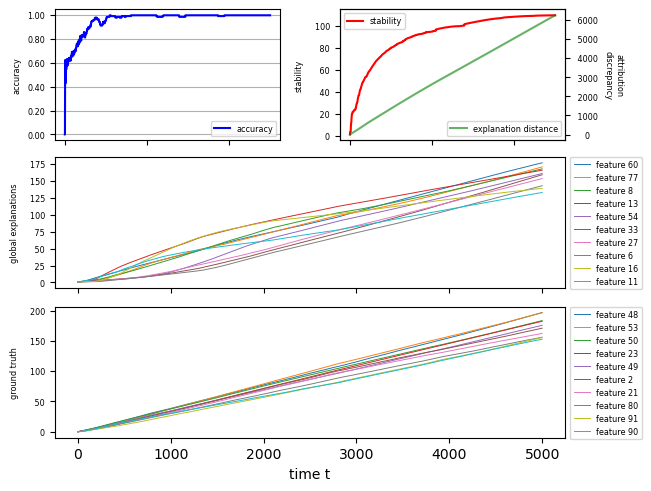 1.00
0.80
0.60
0.40
0.20
0.00
accuracy
accuracy
100
80
60
40
20
0
stability
stability
explanation distance
6000
5000
4000
3000
2000
1000
0
attribution
discrepancy
175
150
125
100
75
50
25
0
global explanations
feature 60
feature 77
feature 8
feature 13
feature 54
feature 33
feature 27
feature 6
feature 16
feature 11
200
150
100
50
0
ground truth
feature 48
feature 53
feature 50
feature 23
feature 49
feature 2
feature 21
feature 80
feature 91
feature 90
0 1000 2000 3000 4000 5000
time t